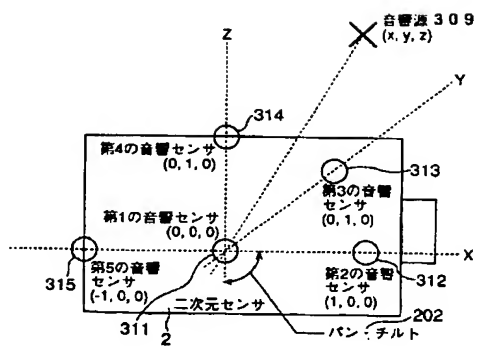 音響源309
(x, y, z)
Z
Y
314
第4の音響センサ
(0, 1, 0)
313
第3の音響
センサ
(0, 1, 0)
第1の音響センサ
(0, 0, 0)
X
315
第5の音響
センサ
(-1, 0, 0)
311
第2の音響
センサ
(1, 0, 0)
312
二次元センサ
2
202
パン・チルト